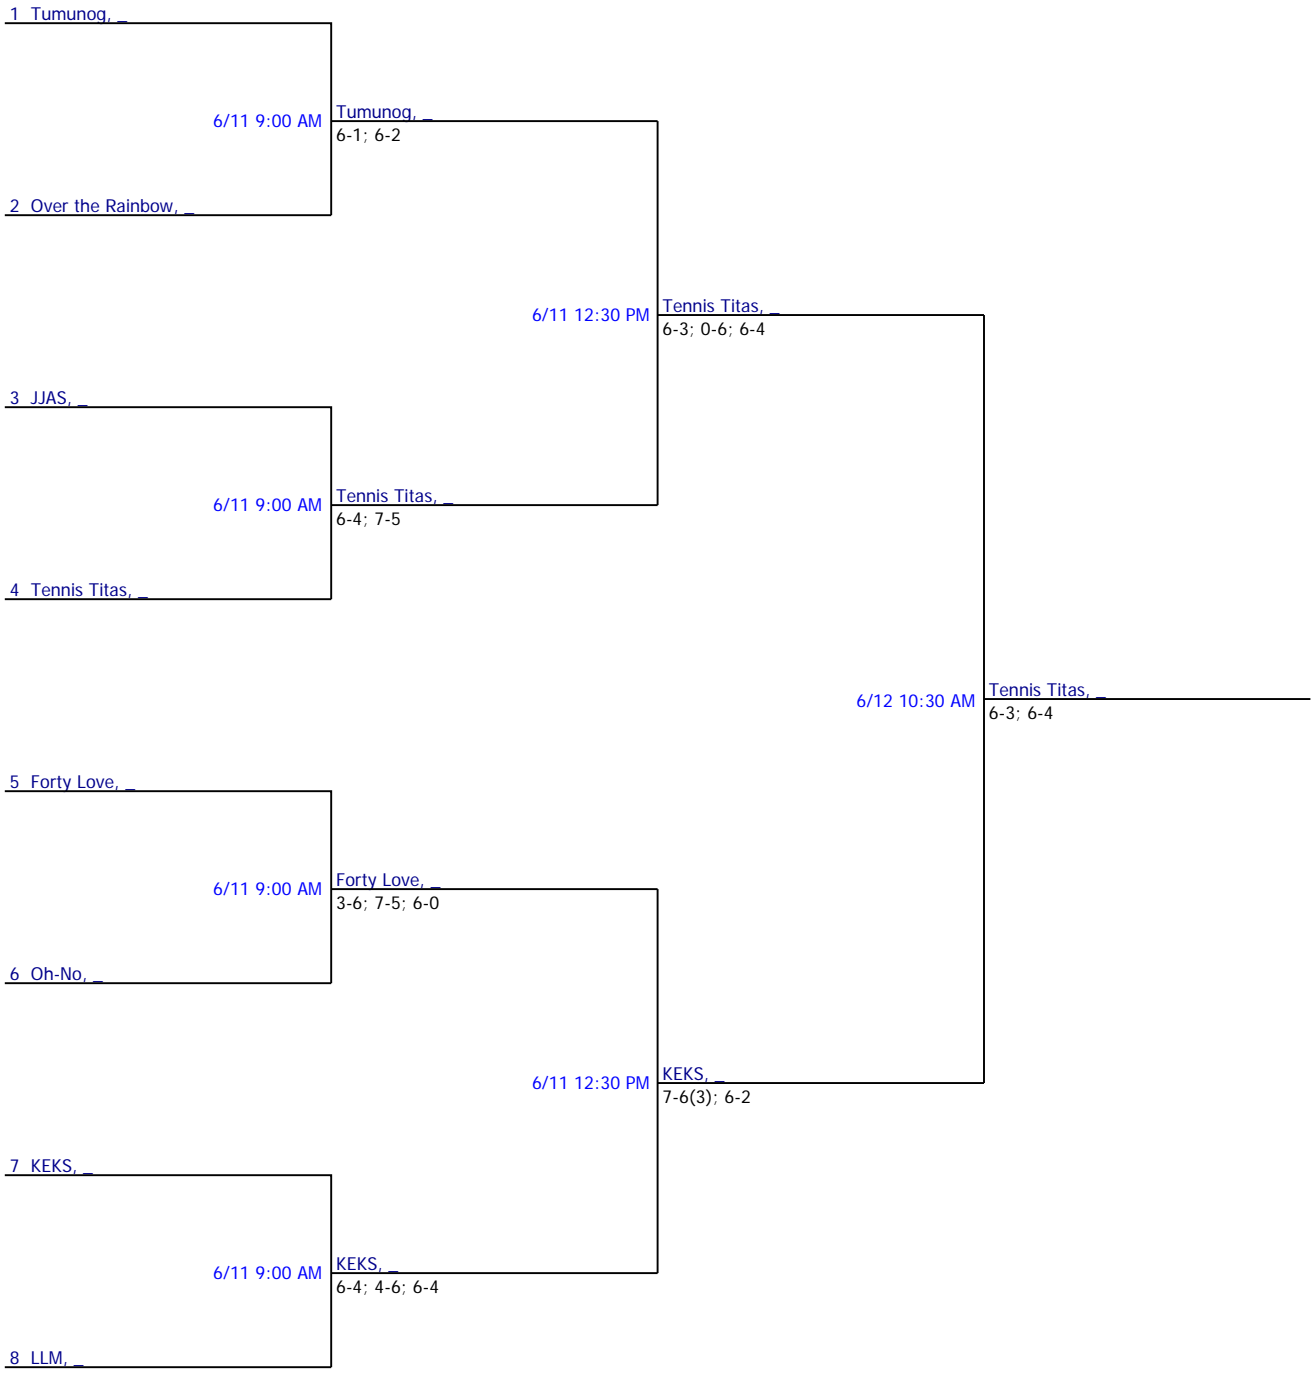 1 Tumunog, _
6/11 9:00 AM Tumunog, _
6-1; 6-2
2 Over the Rainbow, _
6/11 12:30 PM Tennis Titas, _
6-3; 0-6; 6-4
3 JJAS, _
6/11 9:00 AM Tennis Titas, _
6-4; 7-5
4 Tennis Titas, _
6/12 10:30 AM Tennis Titas, _
6-3; 6-4
5 Forty Love, _
6/11 9:00 AM Forty Love, _
3-6; 7-5; 6-0
6 Oh-No, _
6/11 12:30 PM KEKS, _
7-6(3); 6-2
7 KEKS, _
6/11 9:00 AM KEKS, _
6-4; 4-6; 6-4
8 LLM, _